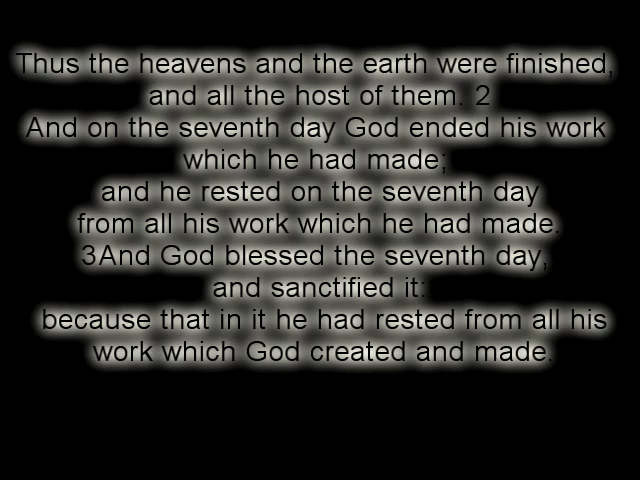 Thus the heavens and the earth were finished,
and all the host of them. 2
And on the seventh day God ended his work
which he had made;
and he rested on the seventh day
from all his work which he had made.
3And God blessed the seventh day,
and sanctified it:
because that in it he had rested from all his
work which God created and made.